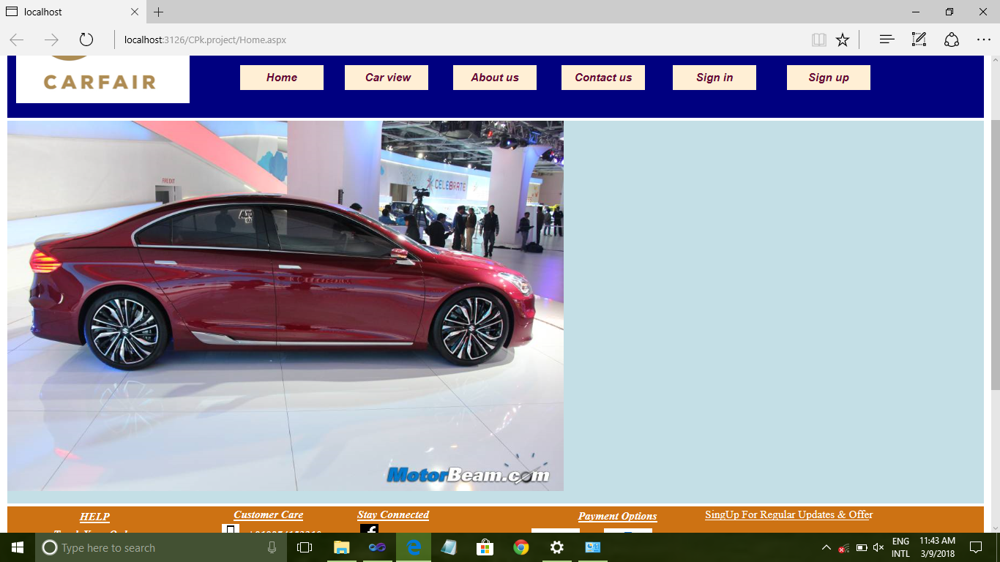 localhost
localhost:3126/CPk.project/Home.aspx
CARFAIR
Home
Car view
About us
Contact us
Sign in
Sign up
FIRE EXIT
CELEBRATE
MotorBeam.com
HELP
Customer Care
Stay Connected
Payment Options
SingUp For Regular Updates & Offer
Type here to search
ENG
INTL
11:43 AM
3/9/2018